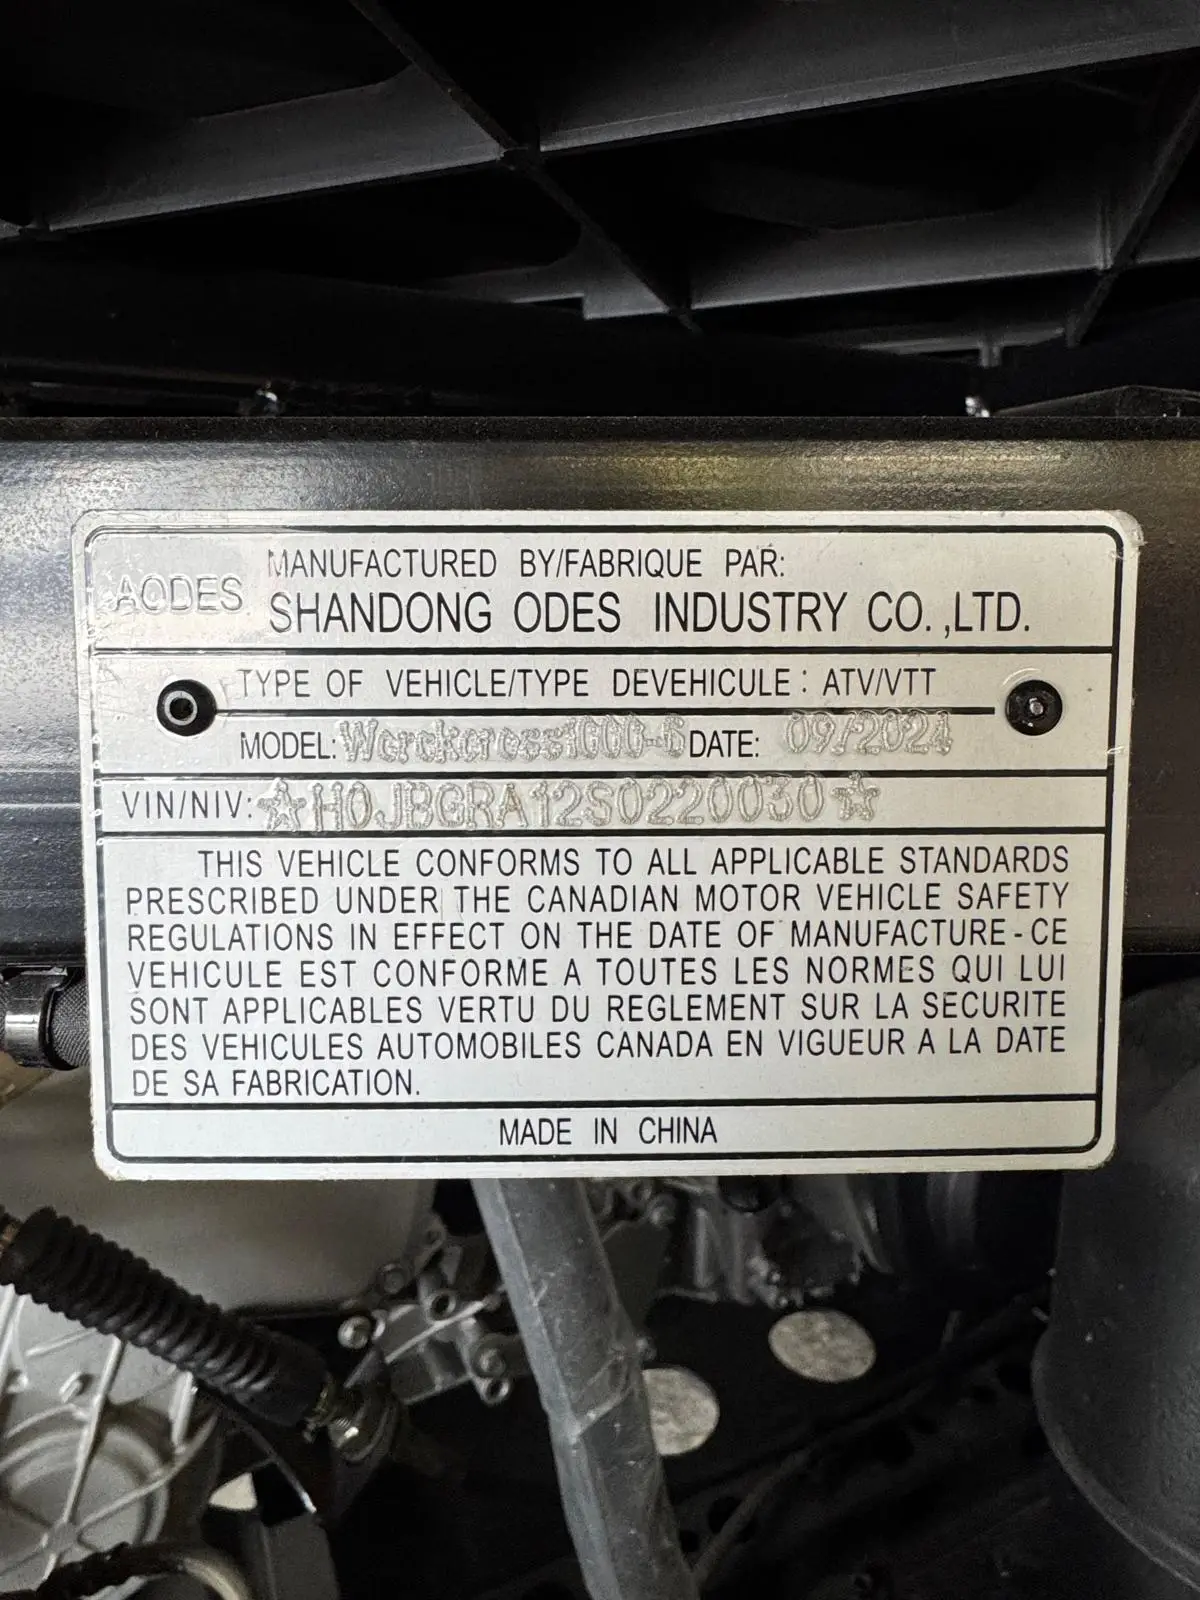 AODES
MANUFACTURED BY/FABRIQUE PAR:
SHANDONG ODES INDUSTRY CO.,LTD.
TYPE OF VEHICLE/TYPE DEVEHICULE: ATV/VTT
MODEL: Workcross1000-6 DATE: 09/2024
VIN/NIV: ☆H0JBGRA12S0220030☆
THIS VEHICLE CONFORMS TO ALL APPLICABLE STANDARDS
PRESCRIBED UNDER THE CANADIAN MOTOR VEHICLE SAFETY
REGULATIONS IN EFFECT ON THE DATE OF MANUFACTURE-CE
VEHICULE EST CONFORME A TOUTES LES NORMES QUI LUI
SONT APPLICABLES VERTU DU REGLEMENT SUR LA SECURITE
DES VEHICULES AUTOMOBILES CANADA EN VIGUEUR A LA DATE
DE SA FABRICATION.
MADE IN CHINA